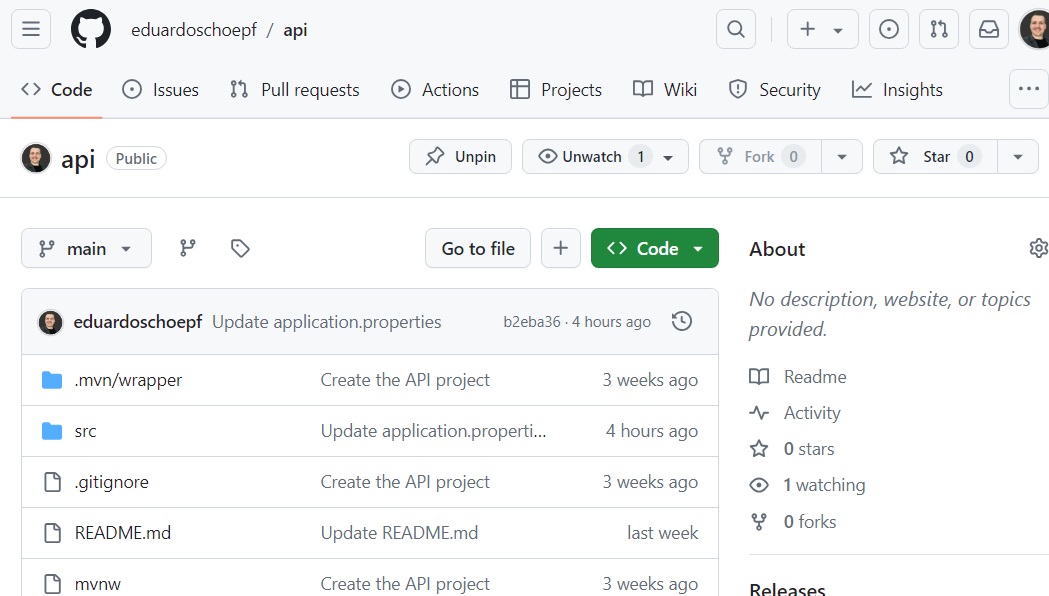 eduardoschoepf / api
Code Issues Pull requests Actions Projects Wiki Security Insights
api Public Unpin Unwatch 1 Fork 0 Star 0
main Go to file Code
eduardoschoepf Update application.properties b2eba36 · 4 hours ago
.mvn/wrapper Create the API project 3 weeks ago
src Update application.properti... 4 hours ago
.gitignore Create the API project 3 weeks ago
README.md Update README.md last week
mvnw Create the API project 3 weeks ago
About
No description, website, or topics
provided.
Readme
Activity
0 stars
1 watching
0 forks
Releases